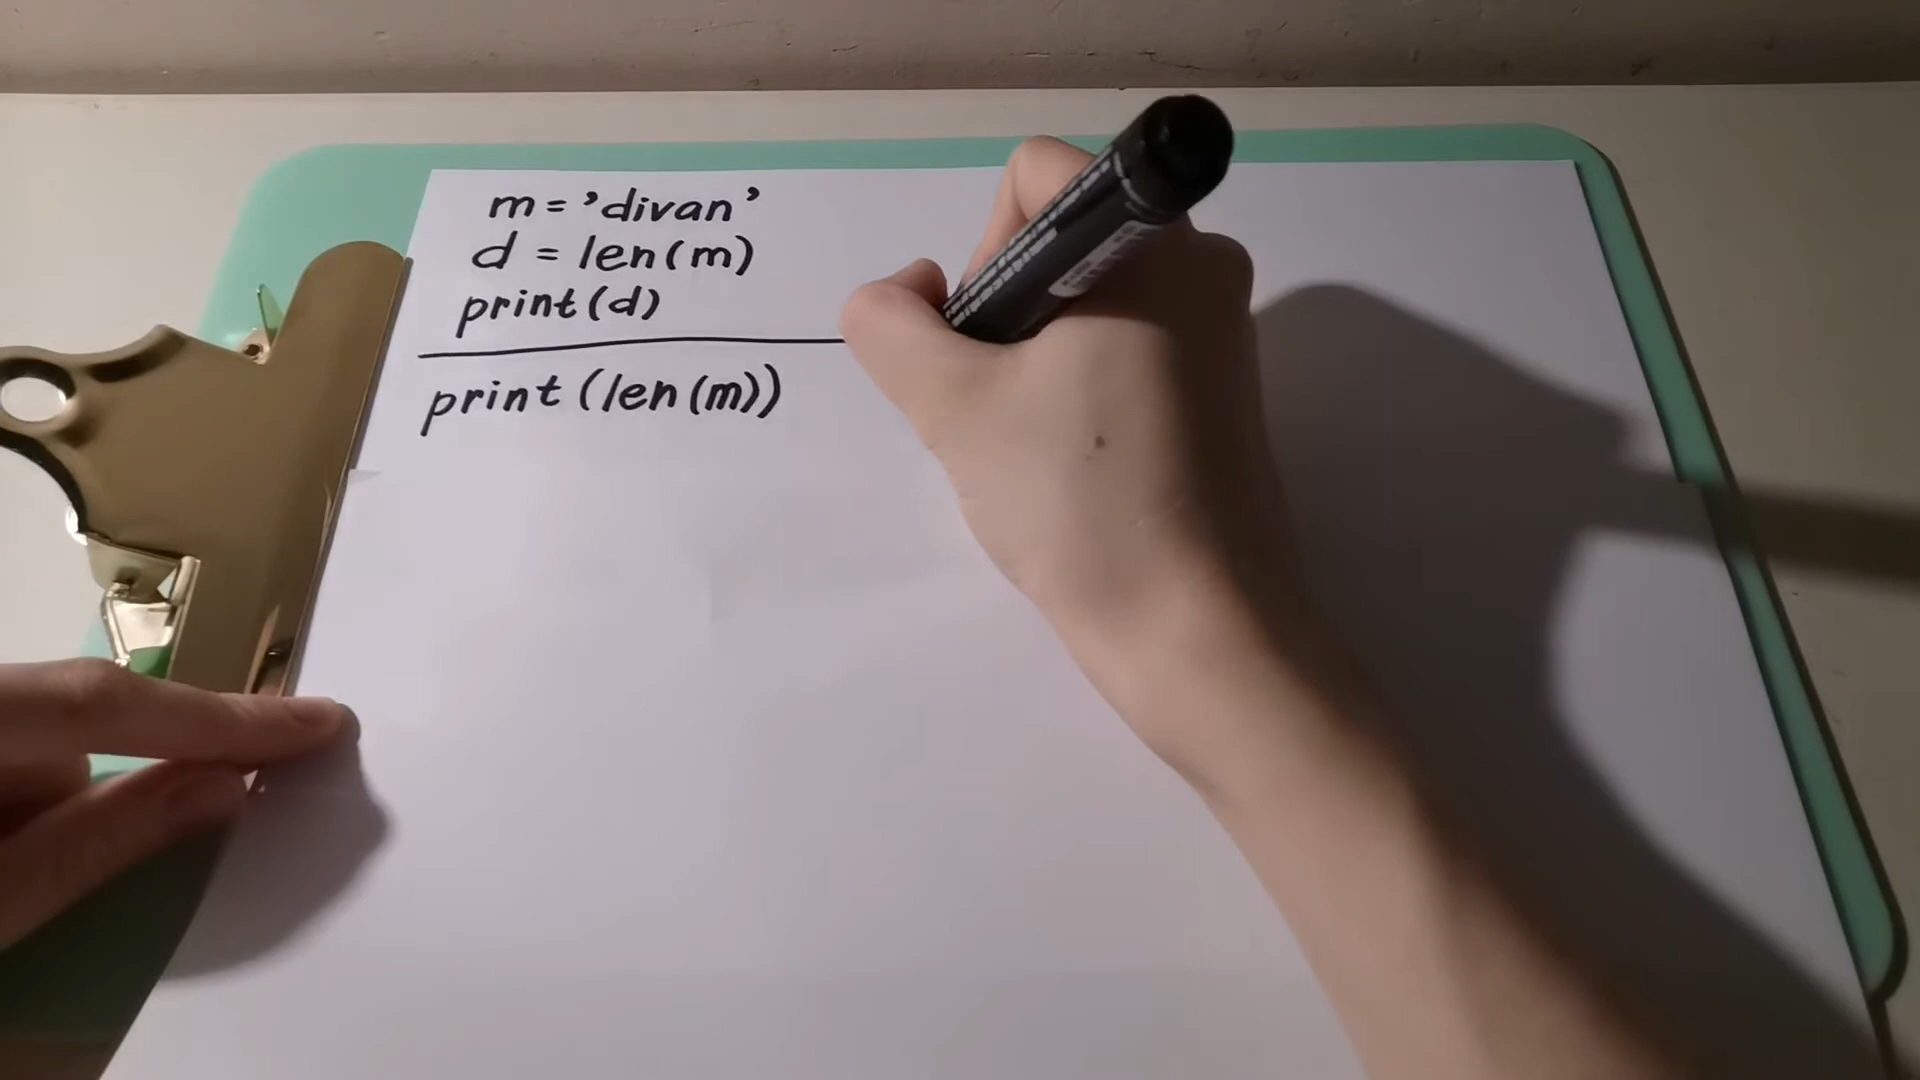 m = ’divan’
d = len(m)
print(d)
print(len(m))